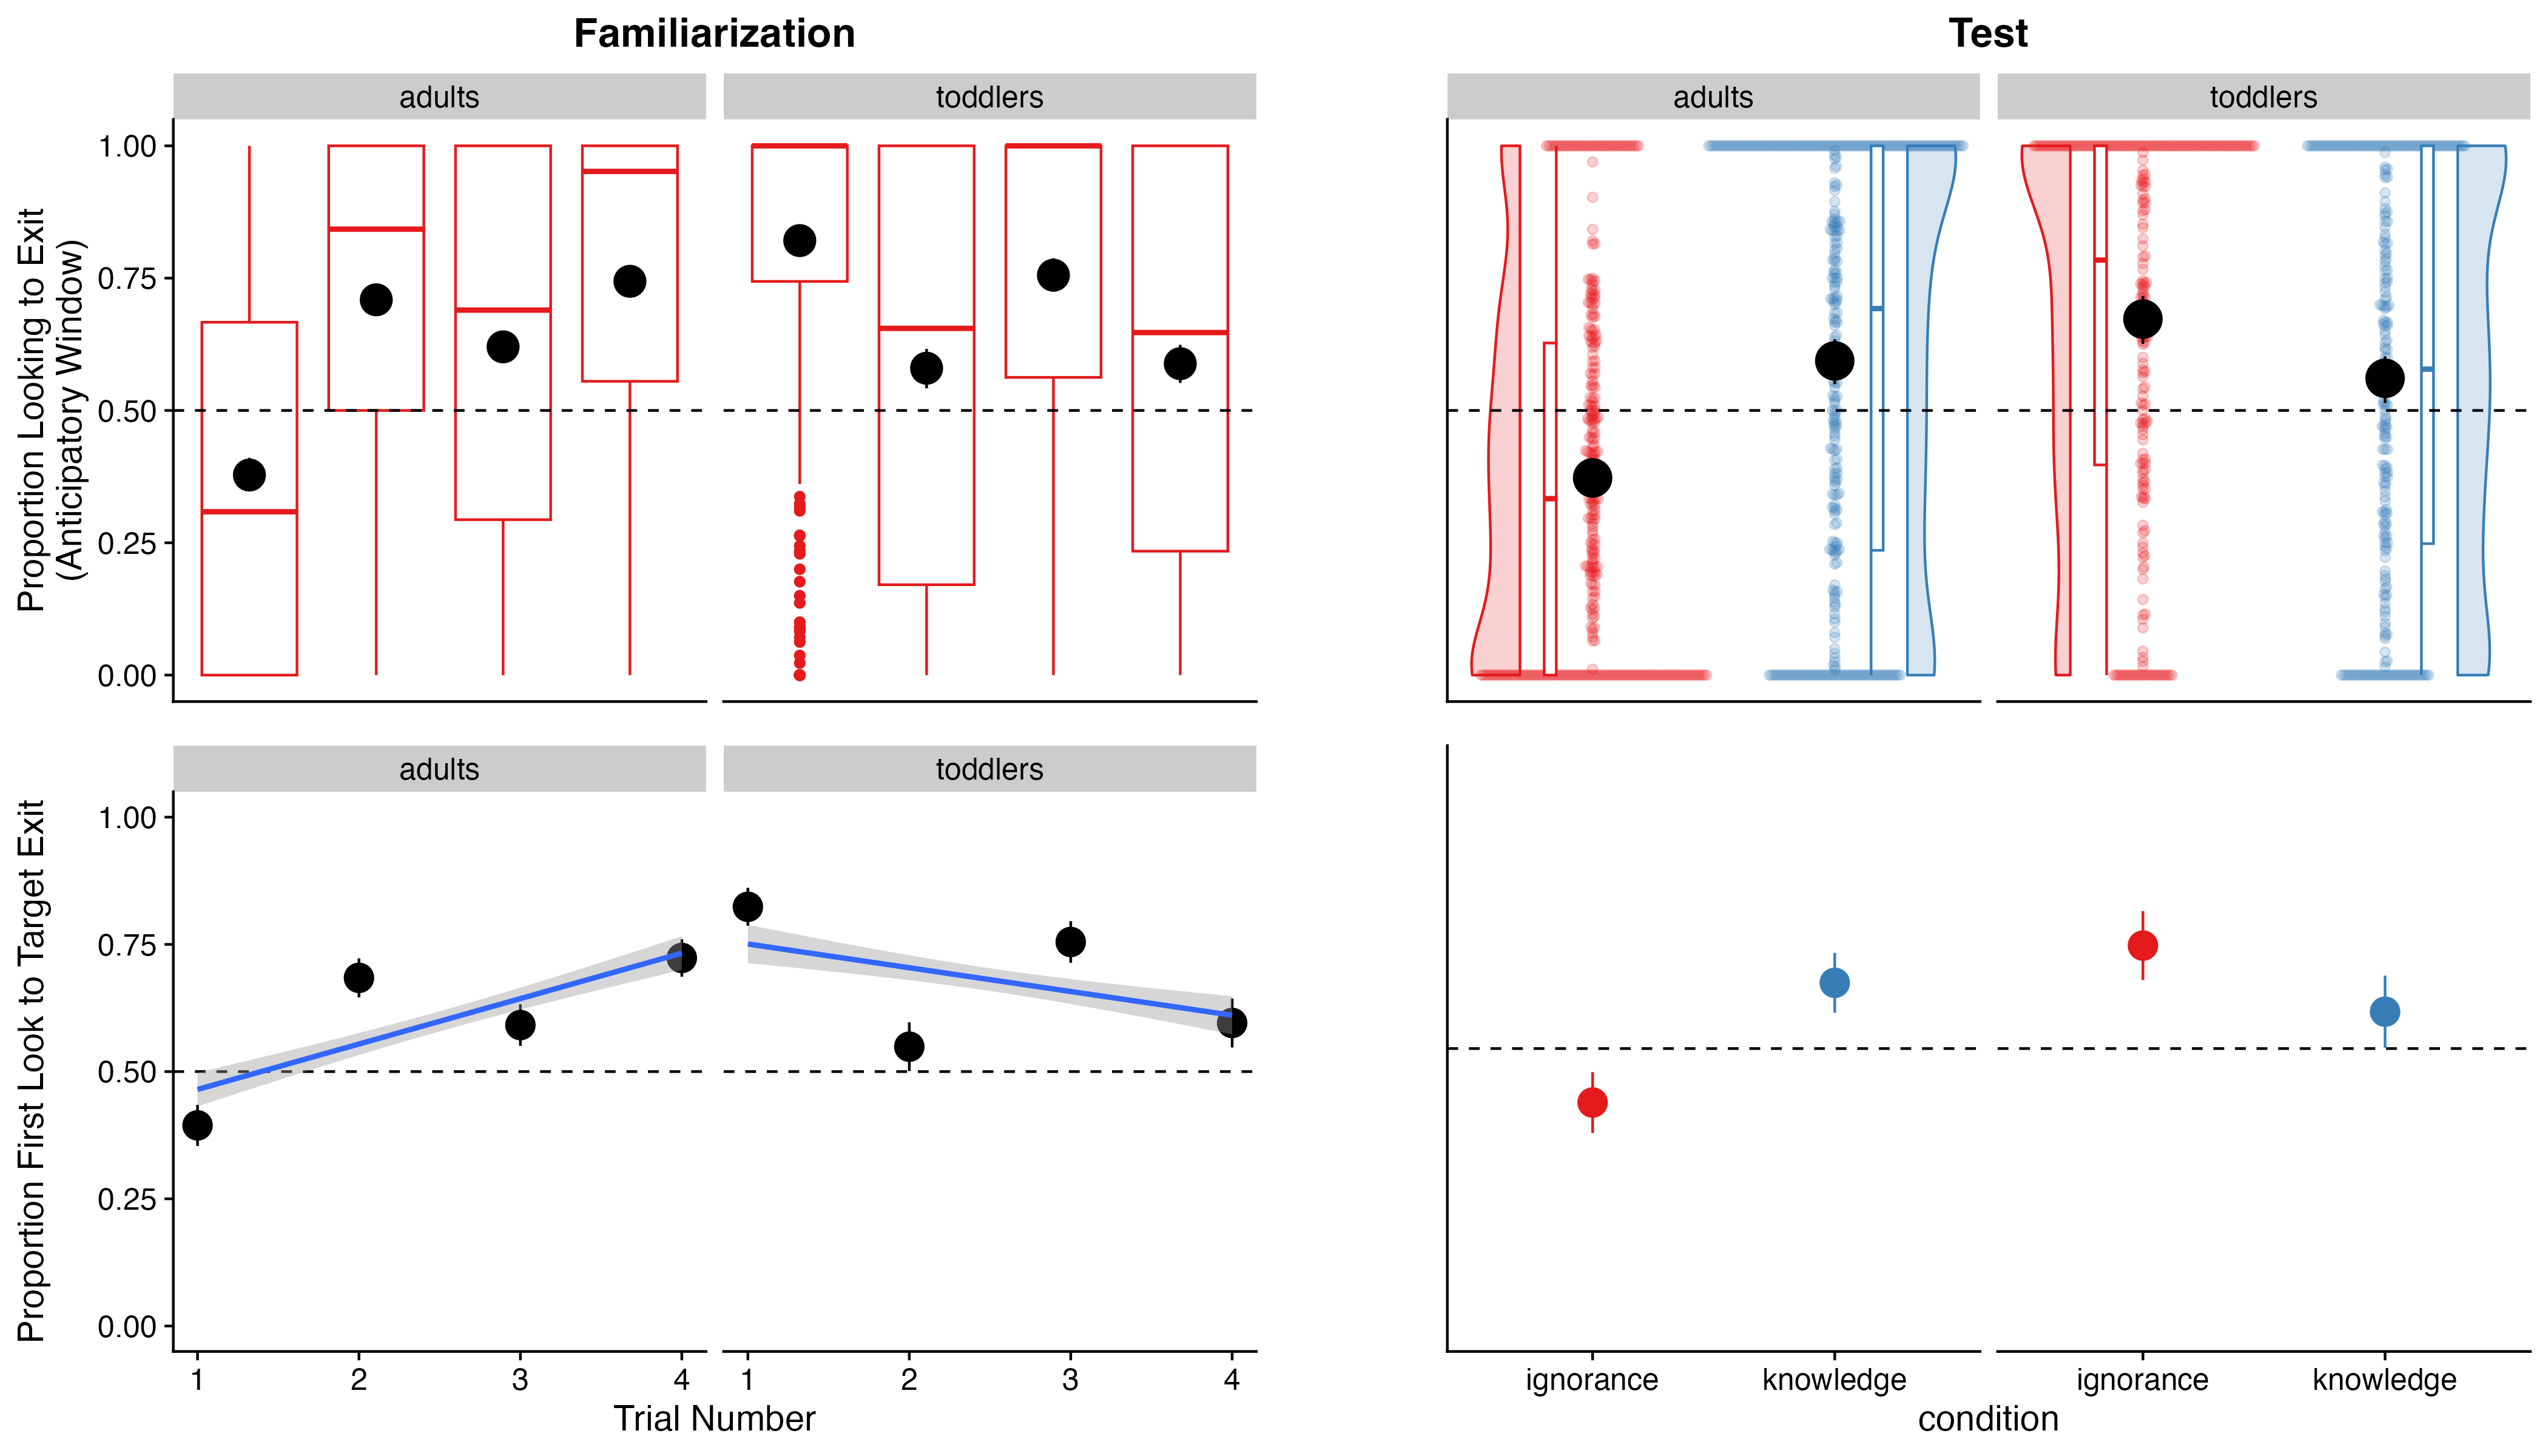 Familiarization
Test
adults
toddlers
adults
toddlers
Proportion Looking to Exit
(Anticipatory Window)
1.00
0.75
0.50
0.25
0.00
adults
toddlers
Proportion First Look to Target Exit
1.00
0.75
0.50
0.25
0.00
1
2
3
4
1
2
3
4
ignorance
knowledge
ignorance
knowledge
Trial Number
condition